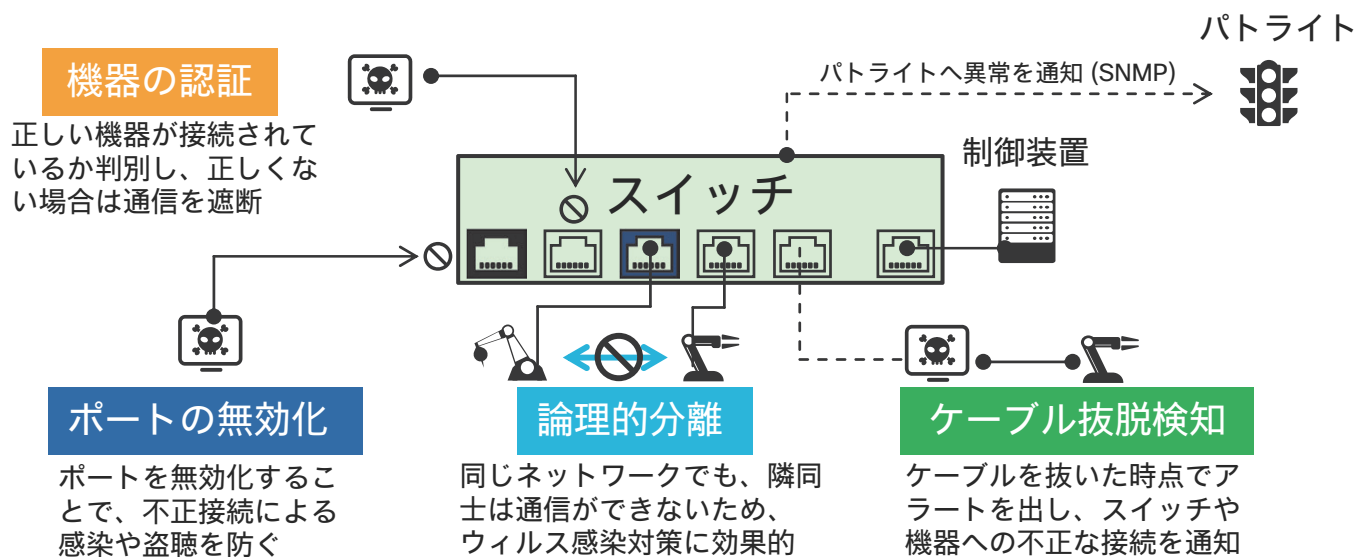 パトライト
機器の認証
パトライトへ異常を通知 (SNMP)
正しい機器が接続されて
いるか判別し、正しくな
い場合は通信を遮断
制御装置
スイッチ
ポートの無効化
ポートを無効化するこ
とで、不正接続による
感染や盗聴を防ぐ
論理的分離
同じネットワークでも、隣同
士は通信ができないため、
ウィルス感染対策に効果的
ケーブル抜脱検知
ケーブルを抜いた時点でア
ラートを出し、スイッチや
機器への不正な接続を通知